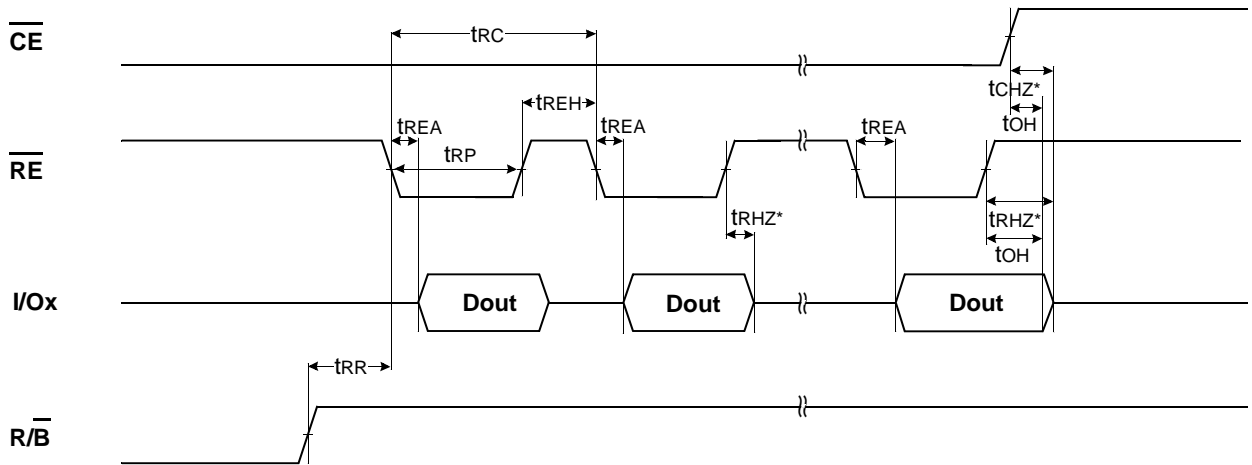 CE
tRC
tCHZ*
tREH
tOH
tREA
tREA
tREA
tRP
RE
tRHZ*
tRHZ*
tOH
I/Ox
Dout
Dout
Dout
tRR
R/B